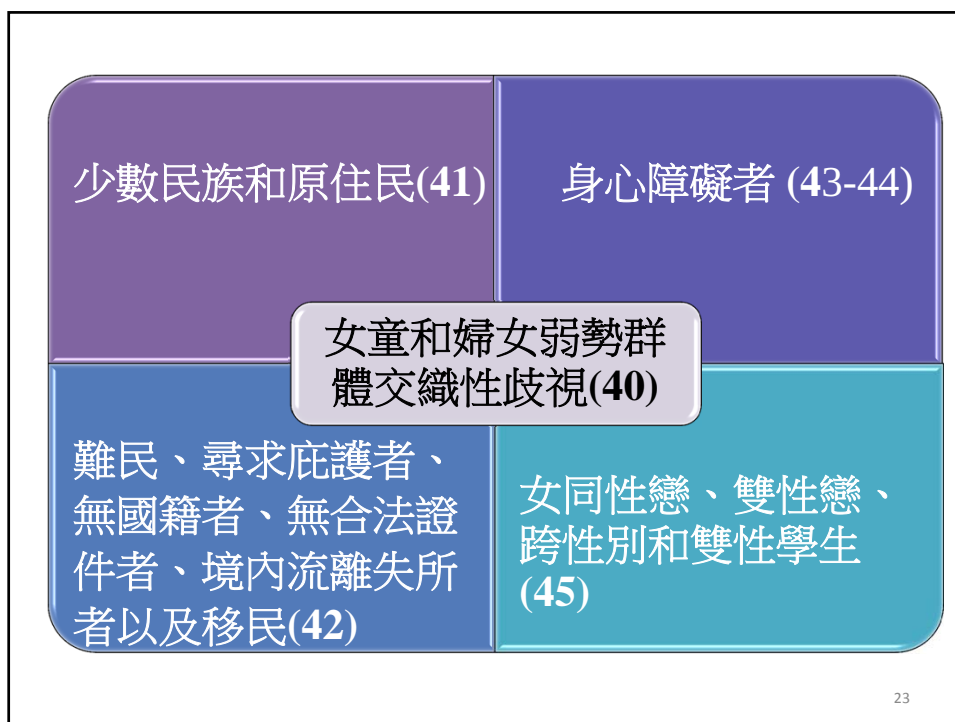 少數民族和原住民(41)
身心障礙者 (43-44)
女童和婦女弱勢群
體交織性歧視(40)
難民、尋求庇護者、
無國籍者、無合法證
件者、境內流離失所
者以及移民(42)
女同性戀、雙性戀、
跨性別和雙性學生
(45)
23